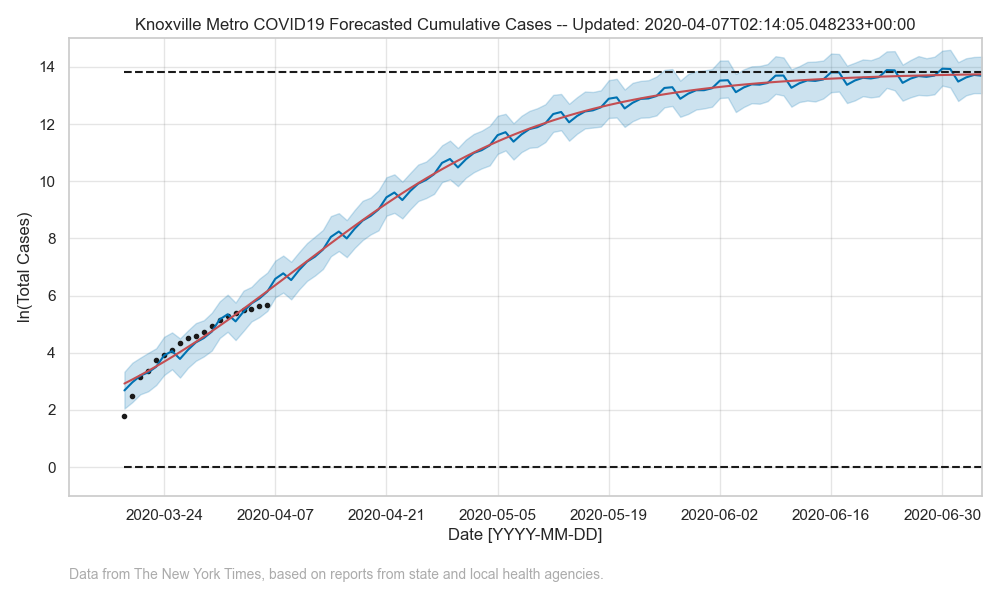 Knoxville Metro COVID19 Forecasted Cumulative Cases -- Updated: 2020-04-07T02:14:05.048233+00:00
14
12
10
8
6
4
2
0
ln(Total Cases)
2020-03-24 2020-04-07 2020-04-21 2020-05-05 2020-05-19 2020-06-02 2020-06-16 2020-06-30
Date [YYYY-MM-DD]
Data from The New York Times, based on reports from state and local health agencies.